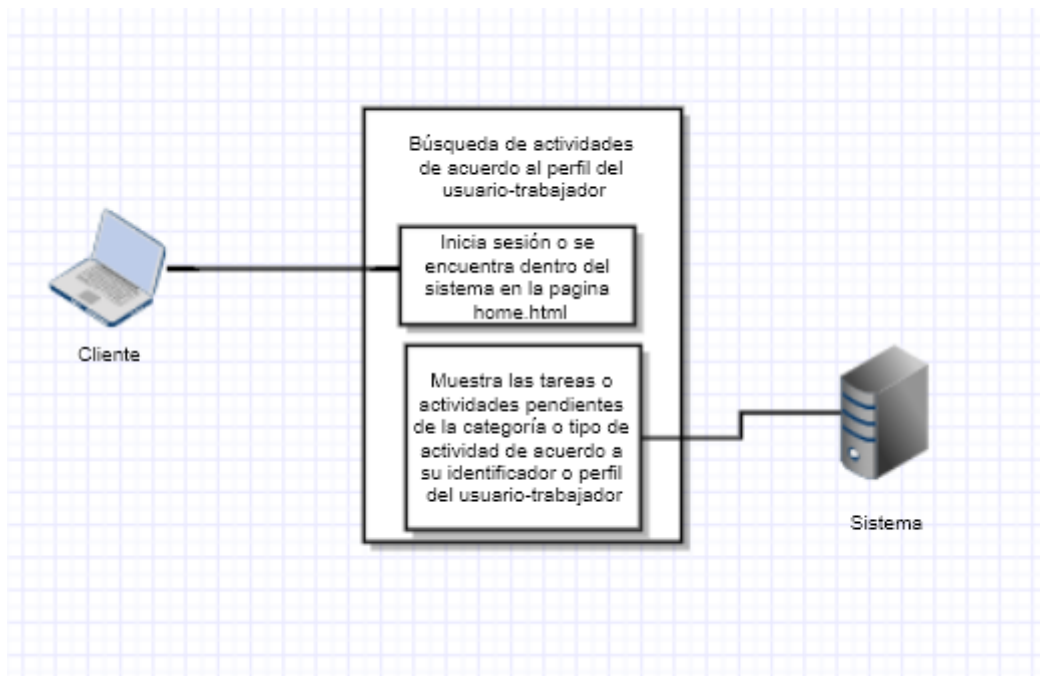 Búsqueda de actividades
de acuerdo al perfil del
usuario-trabajador
Inicia sesión o se
encuentra dentro del
sistema en la pagina
home.html
Cliente
Muestra las tareas o
actividades pendientes
de la categoría o tipo de
actividad de acuerdo a
su identificador o perfil
del usuario-trabajador
Sistema